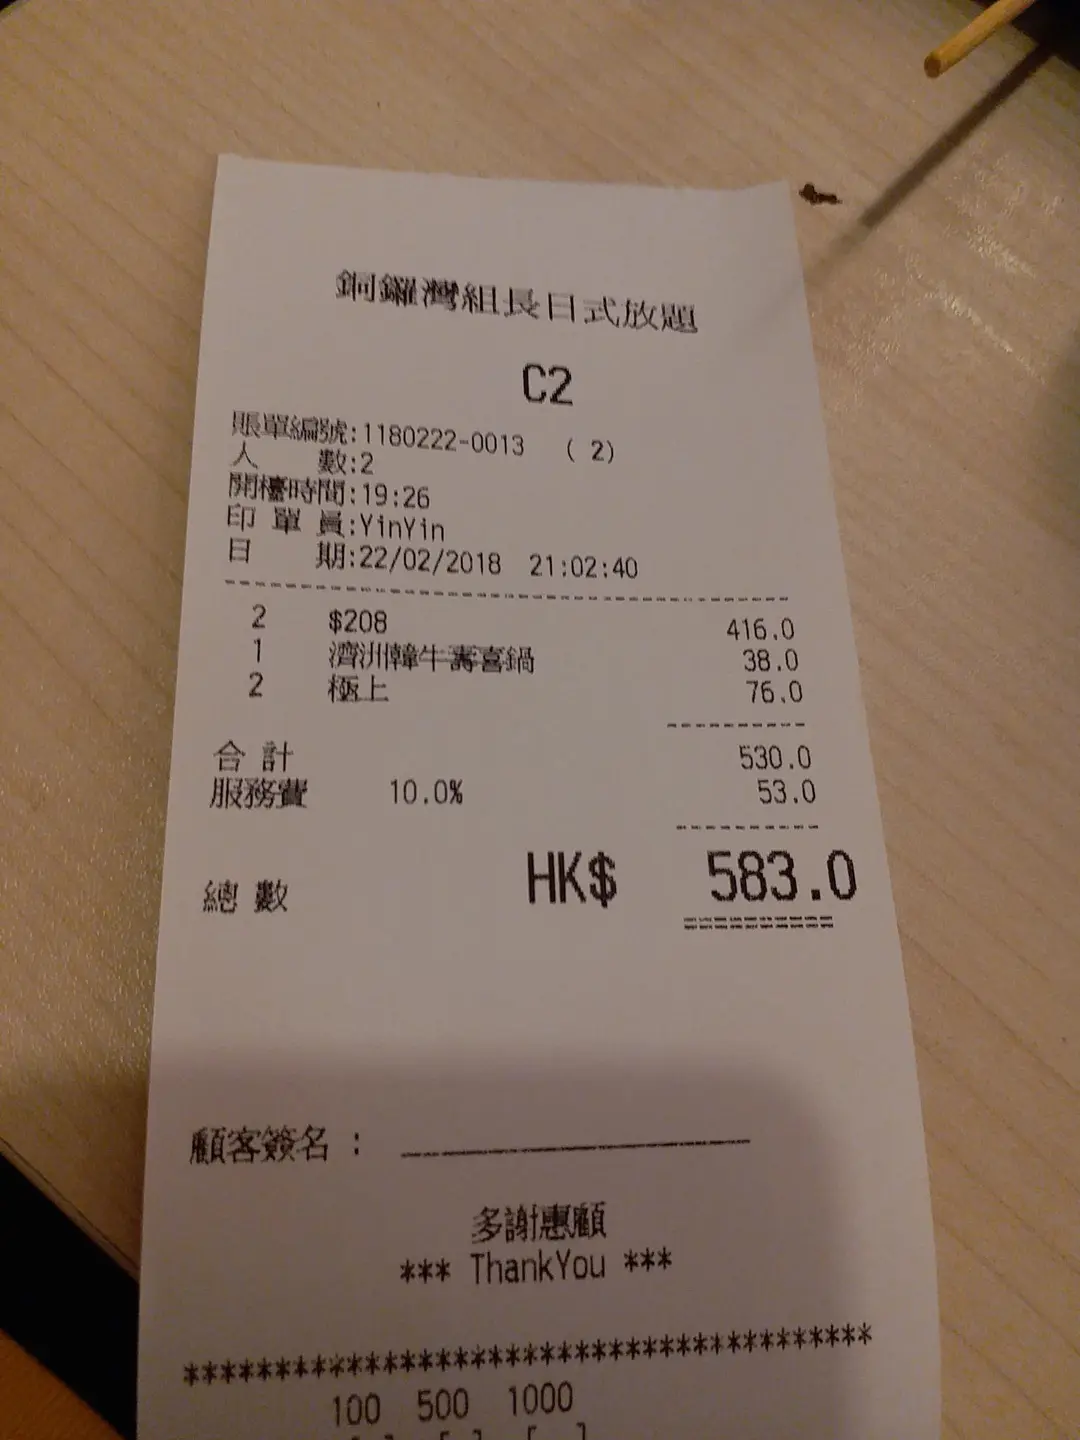 銅鑼灣組長日式放題
C2
賬單編號:1180222-0013 ( 2)
人 數:2
開檯時間:19:26
印 單 員:YinYin
日 期:22/02/2018 21:02:40
2 $208 416.0
1 濟洲韓牛壽喜鍋 38.0
2 極上 76.0
合 計 530.0
服務費 10.0% 53.0
總 數 HK$ 583.0
顧客簽名 :
多謝惠顧
*** ThankYou ***
**************************************
100 500 1000